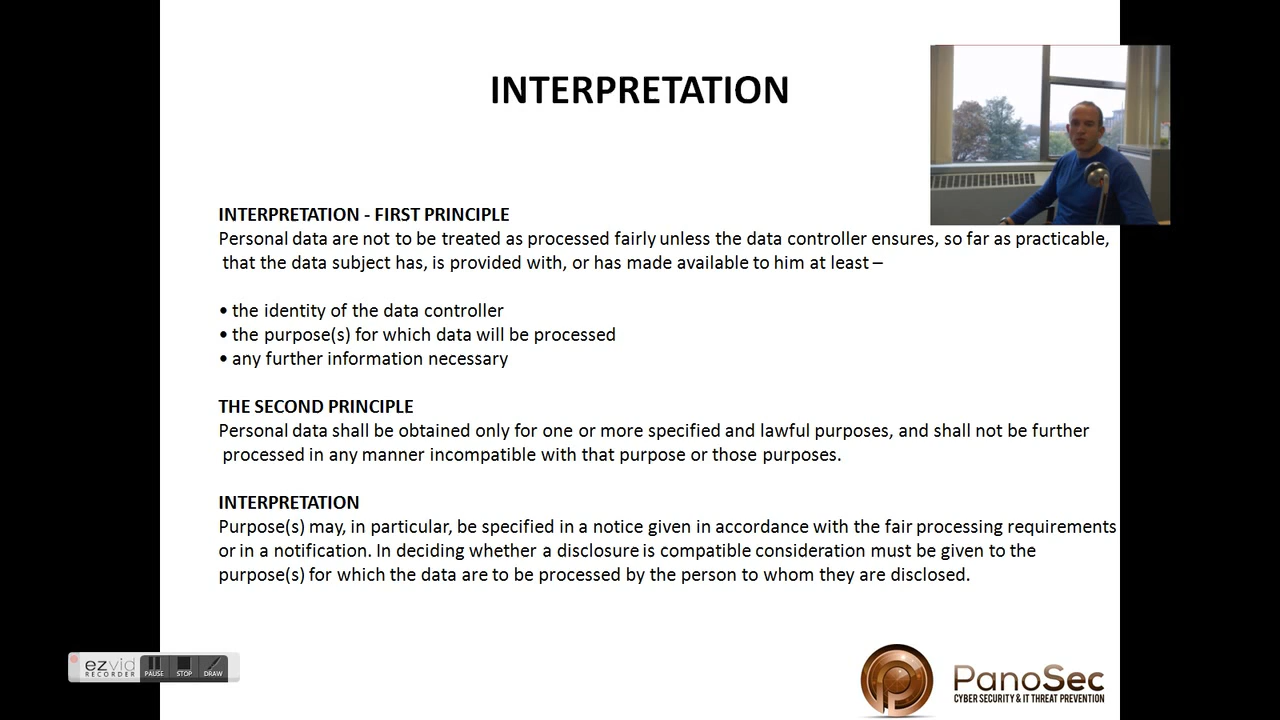 INTERPRETATION
INTERPRETATION - FIRST PRINCIPLE
Personal data are not to be treated as processed fairly unless the data controller ensures, so far as practicable,
that the data subject has, is provided with, or has made available to him at least –
• the identity of the data controller
• the purpose(s) for which data will be processed
• any further information necessary
THE SECOND PRINCIPLE
Personal data shall be obtained only for one or more specified and lawful purposes, and shall not be further
processed in any manner incompatible with that purpose or those purposes.
INTERPRETATION
Purpose(s) may, in particular, be specified in a notice given in accordance with the fair processing requirements
or in a notification. In deciding whether a disclosure is compatible consideration must be given to the
purpose(s) for which the data are to be processed by the person to whom they are disclosed.
ezvid
RECORDER
PAUSE STOP DRAW
PanoSec
CYBER SECURITY & IT THREAT PREVENTION